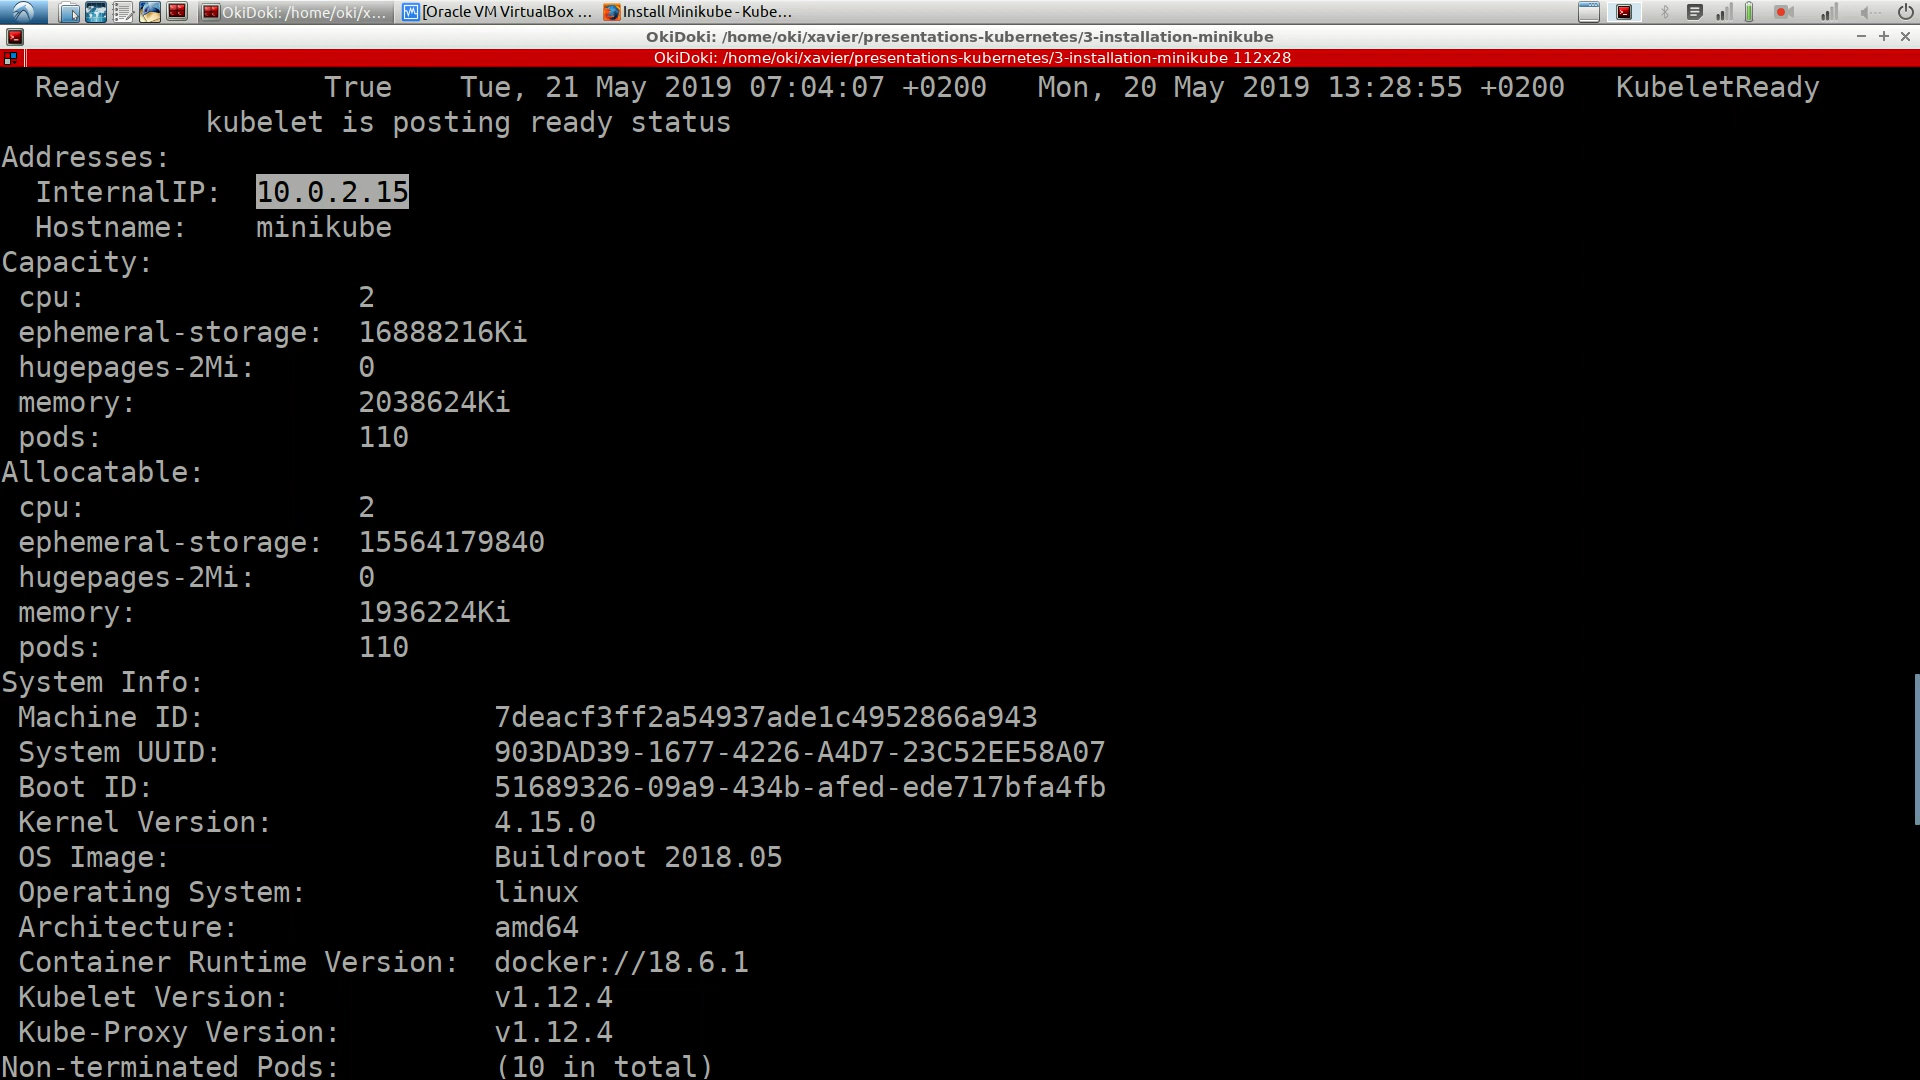 OkiDoki: /home/oki/x... [Oracle VM VirtualBox ... Install Minikube - Kube...
OkiDoki: /home/oki/xavier/presentations-kubernetes/3-installation-minikube
OkiDoki: /home/oki/xavier/presentations-kubernetes/3-installation-minikube 112x28
Ready True Tue, 21 May 2019 07:04:07 +0200 Mon, 20 May 2019 13:28:55 +0200 KubeletReady
kubelet is posting ready status
Addresses:
InternalIP: 10.0.2.15
Hostname: minikube
Capacity:
cpu: 2
ephemeral-storage: 16888216Ki
hugepages-2Mi: 0
memory: 2038624Ki
pods: 110
Allocatable:
cpu: 2
ephemeral-storage: 15564179840
hugepages-2Mi: 0
memory: 1936224Ki
pods: 110
System Info:
Machine ID: 7deacf3ff2a54937ade1c4952866a943
System UUID: 903DAD39-1677-4226-A4D7-23C52EE58A07
Boot ID: 51689326-09a9-434b-afed-ede717bfa4fb
Kernel Version: 4.15.0
OS Image: Buildroot 2018.05
Operating System: linux
Architecture: amd64
Container Runtime Version: docker://18.6.1
Kubelet Version: v1.12.4
Kube-Proxy Version: v1.12.4
Non-terminated Pods: (10 in total)